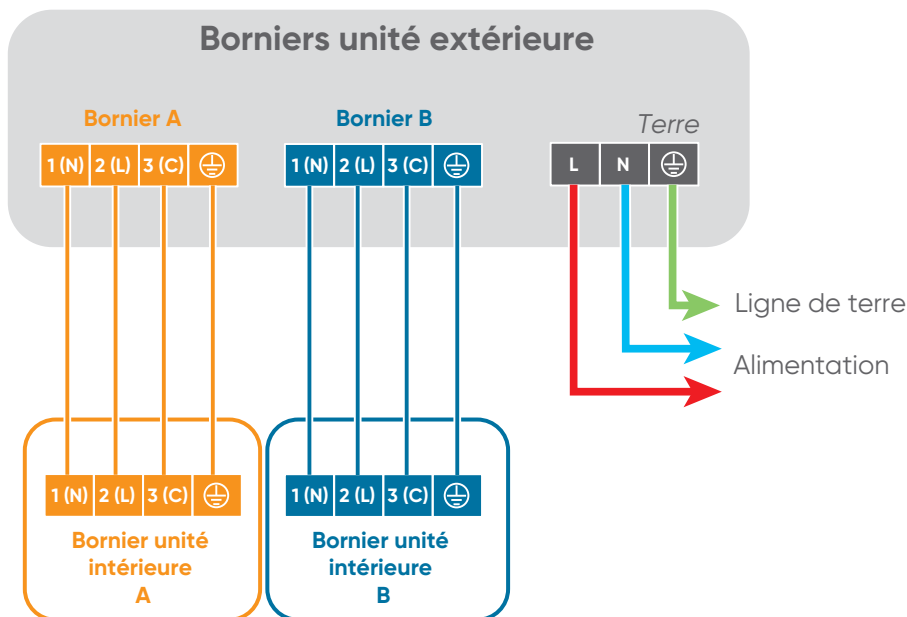 Borniers unité extérieure
Bornier A
Bornier B
Terre
1 (N) 2 (L) 3 (C)
1 (N) 2 (L) 3 (C)
L N
Ligne de terre
Alimentation
1 (N) 2 (L) 3 (C)
1 (N) 2 (L) 3 (C)
Bornier unité
intérieure
A
Bornier unité
intérieure
B